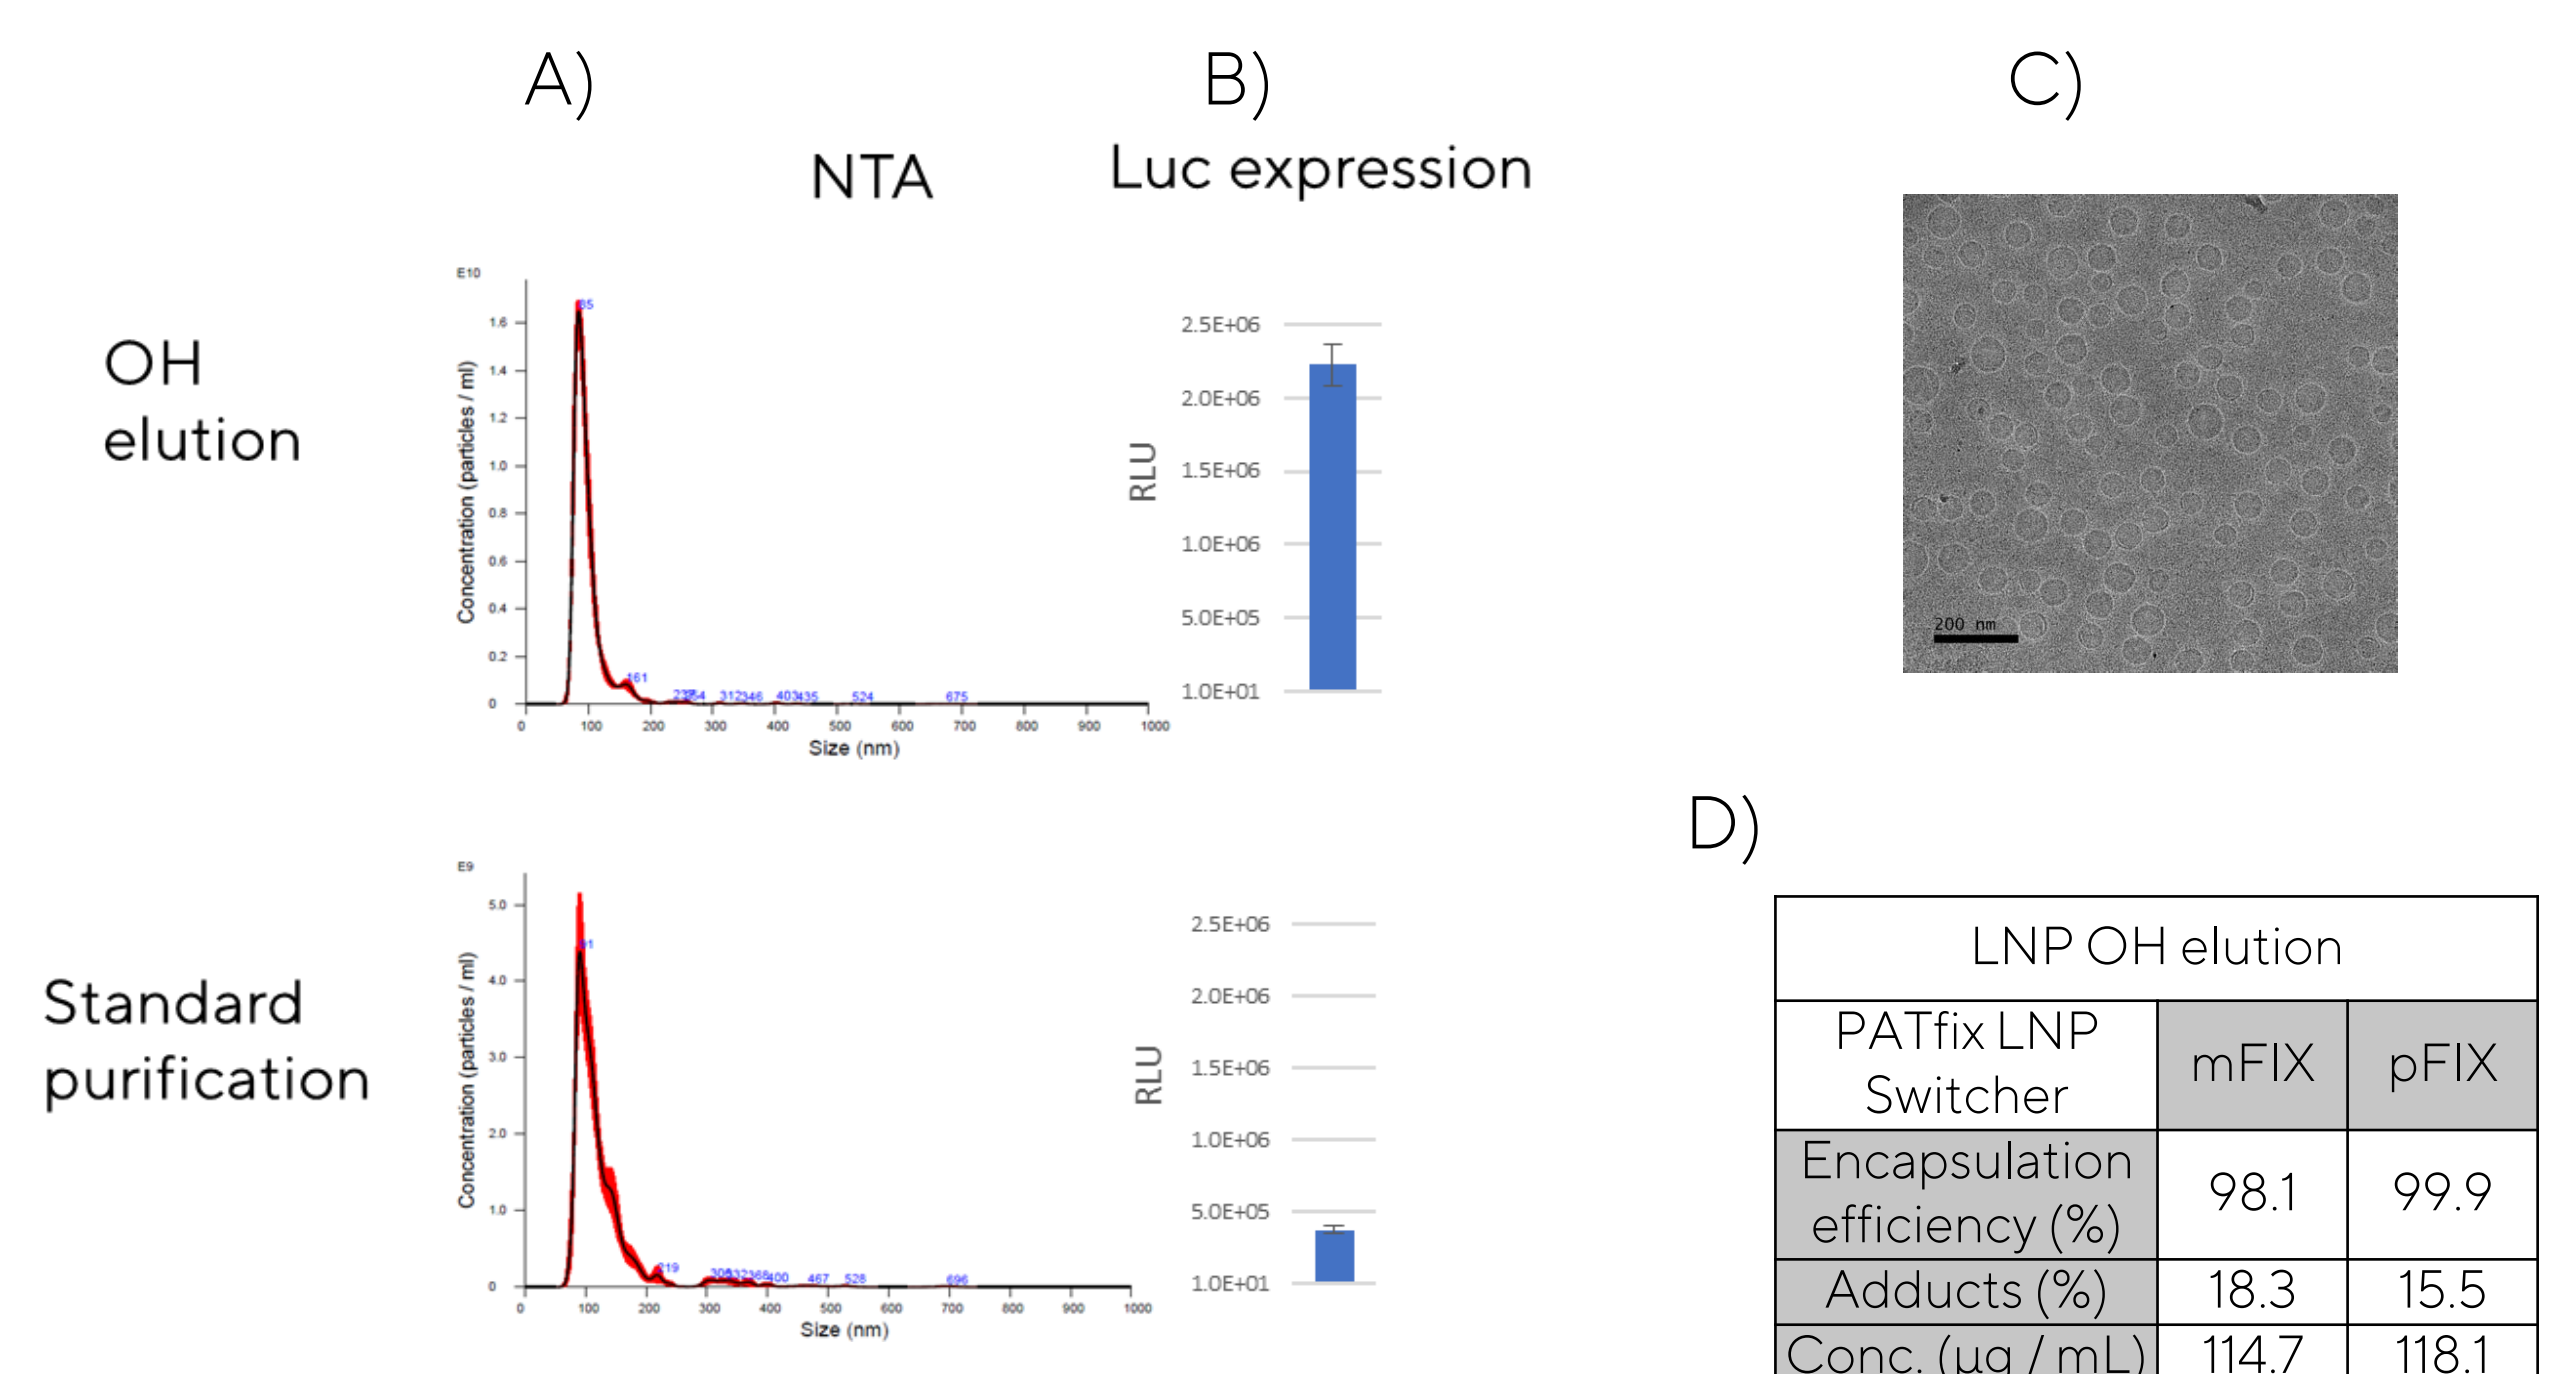 A)
B)
C)
NTA
Luc expression
OH
elution
E10
Concentration (particles / ml)
1.6
1.4
1.2
1.0
0.8
0.6
0.4
0.2
0
85
161
312
346
403
435
524
675
0 100 200 300 400 500 600 700 800 900 1000
Size (nm)
RLU
2.5E+06
2.0E+06
1.5E+06
1.0E+06
5.0E+05
1.0E+01
200 nm
Standard
purification
E9
Concentration (particles / ml)
5.0
4.0
3.0
2.0
1.0
0
91
219
400
467
528
696
0 100 200 300 400 500 600 700 800 900 1000
Size (nm)
RLU
2.5E+06
2.0E+06
1.5E+06
1.0E+06
5.0E+05
1.0E+01
D)
LNP OH elution
PATfix LNP
Switcher
mFIX
pFIX
Encapsulation
efficiency (%)
98.1
99.9
Adducts (%)
18.3
15.5
Conc. (µg / mL)
114.7
118.1